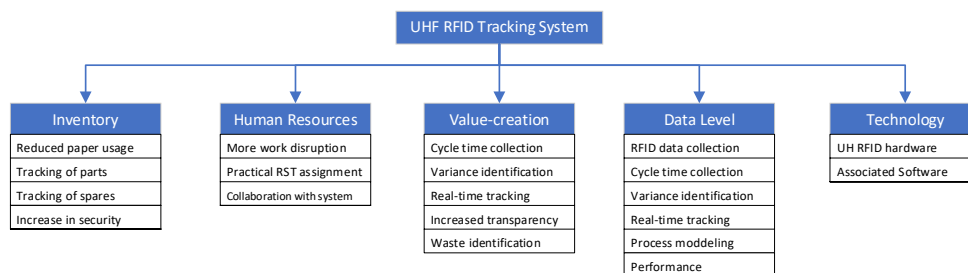 UHF RFID Tracking System
Inventory
Reduced paper usage
Tracking of parts
Tracking of spares
Increase in security
Human Resources
More work disruption
Practical RST assignment
Collaboration with system
Value-creation
Cycle time collection
Variance identification
Real-time tracking
Increased transparency
Waste identification
Data Level
RFID data collection
Cycle time collection
Variance identification
Real-time tracking
Process moddeling
Performance
Technology
UH RFID hardware
Associated Software